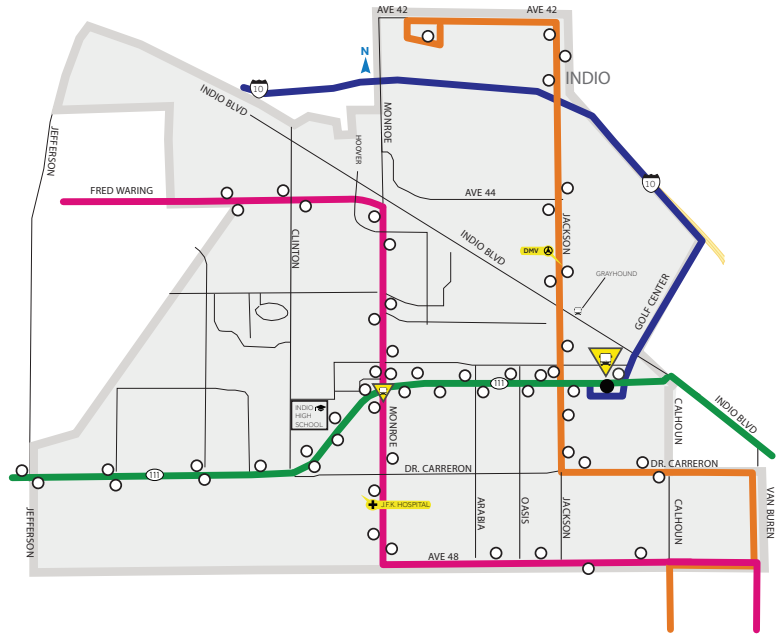 AVE 42
AVE 42
N
INDIO
10
INDIO BLVD
MONROE
JEFFERSON
HOOVER
10
FRED WARING
AVE 44
CLINTON
INDIO BLVD
JACKSON
DMV
GRAYHOUND
GOLF CENTER
111
INDIO
HIGH
SCHOOL
MONROE
CALHOUN
INDIO BLVD
111
DR. CARRERON
DR. CARRERON
J.F.K HOSPITAL
ARABIA
OASIS
JACKSON
CALHOUN
VAN BUREN
JEFFERSON
AVE 48